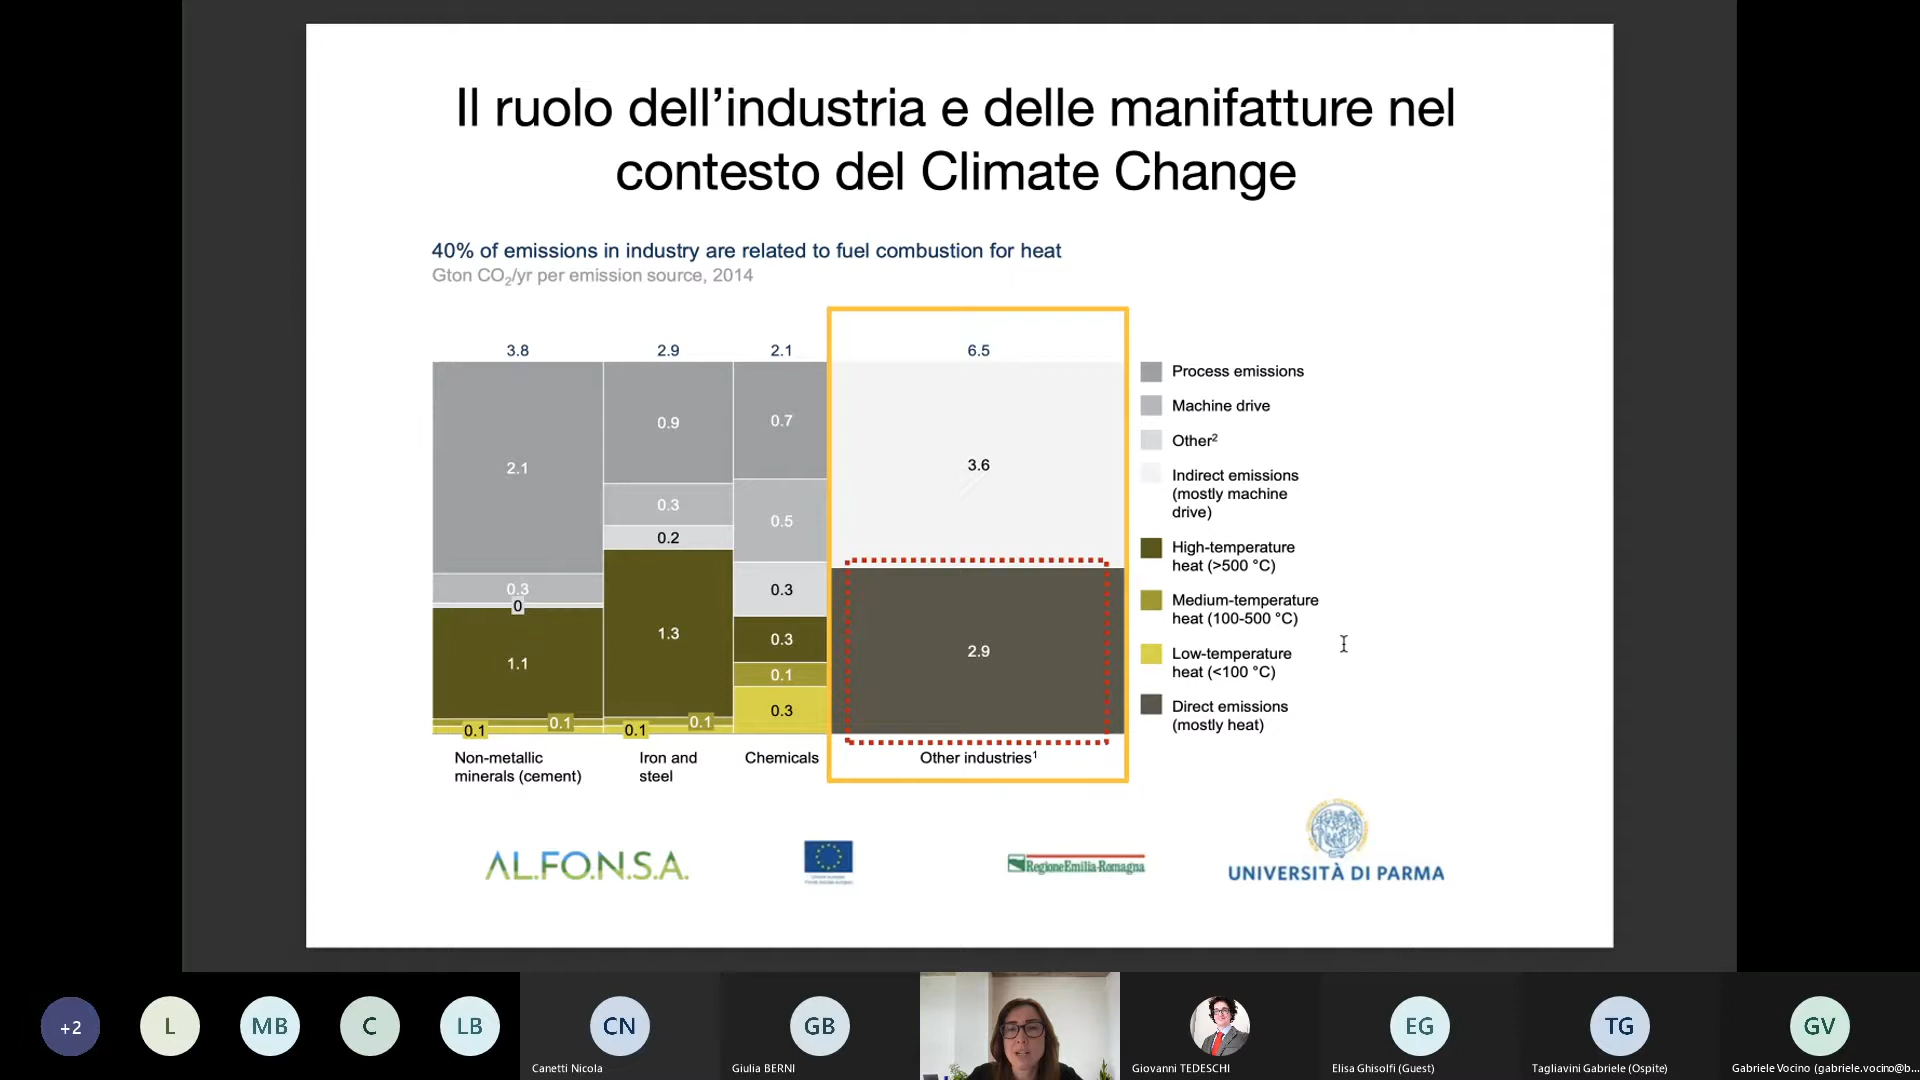 Il ruolo dell’industria e delle manifatture nel
contesto del Climate Change
40% of emissions in industry are related to fuel combustion for heat
Gton CO₂/yr per emission source, 2014
3.8
2.9
2.1
6.5
2.1
0.3
0
1.1
0.1
0.1
0.9
0.3
0.2
1.3
0.1
0.1
0.7
0.5
0.3
0.3
0.1
0.3
3.6
2.9
Non-metallic
minerals (cement)
Iron and
steel
Chemicals
Other industries¹
Process emissions
Machine drive
Other²
Indirect emissions
(mostly machine
drive)
High-temperature
heat (>500 °C)
Medium-temperature
heat (100-500 °C)
Low-temperature
heat (<100 °C)
Direct emissions
(mostly heat)
AL.FO.N.S.A.
RegioneEmilia-Romagna
UNIVERSITÀ DI PARMA
+2
L
MB
C
LB
CN
Canetti Nicola
GB
Giulia BERNI
Giovanni TEDESCHI
EG
Elisa Ghisolfi (Guest)
TG
Tagliavini Gabriele (Ospite)
GV
Gabriele Vocino (gabriele.vocino@b...